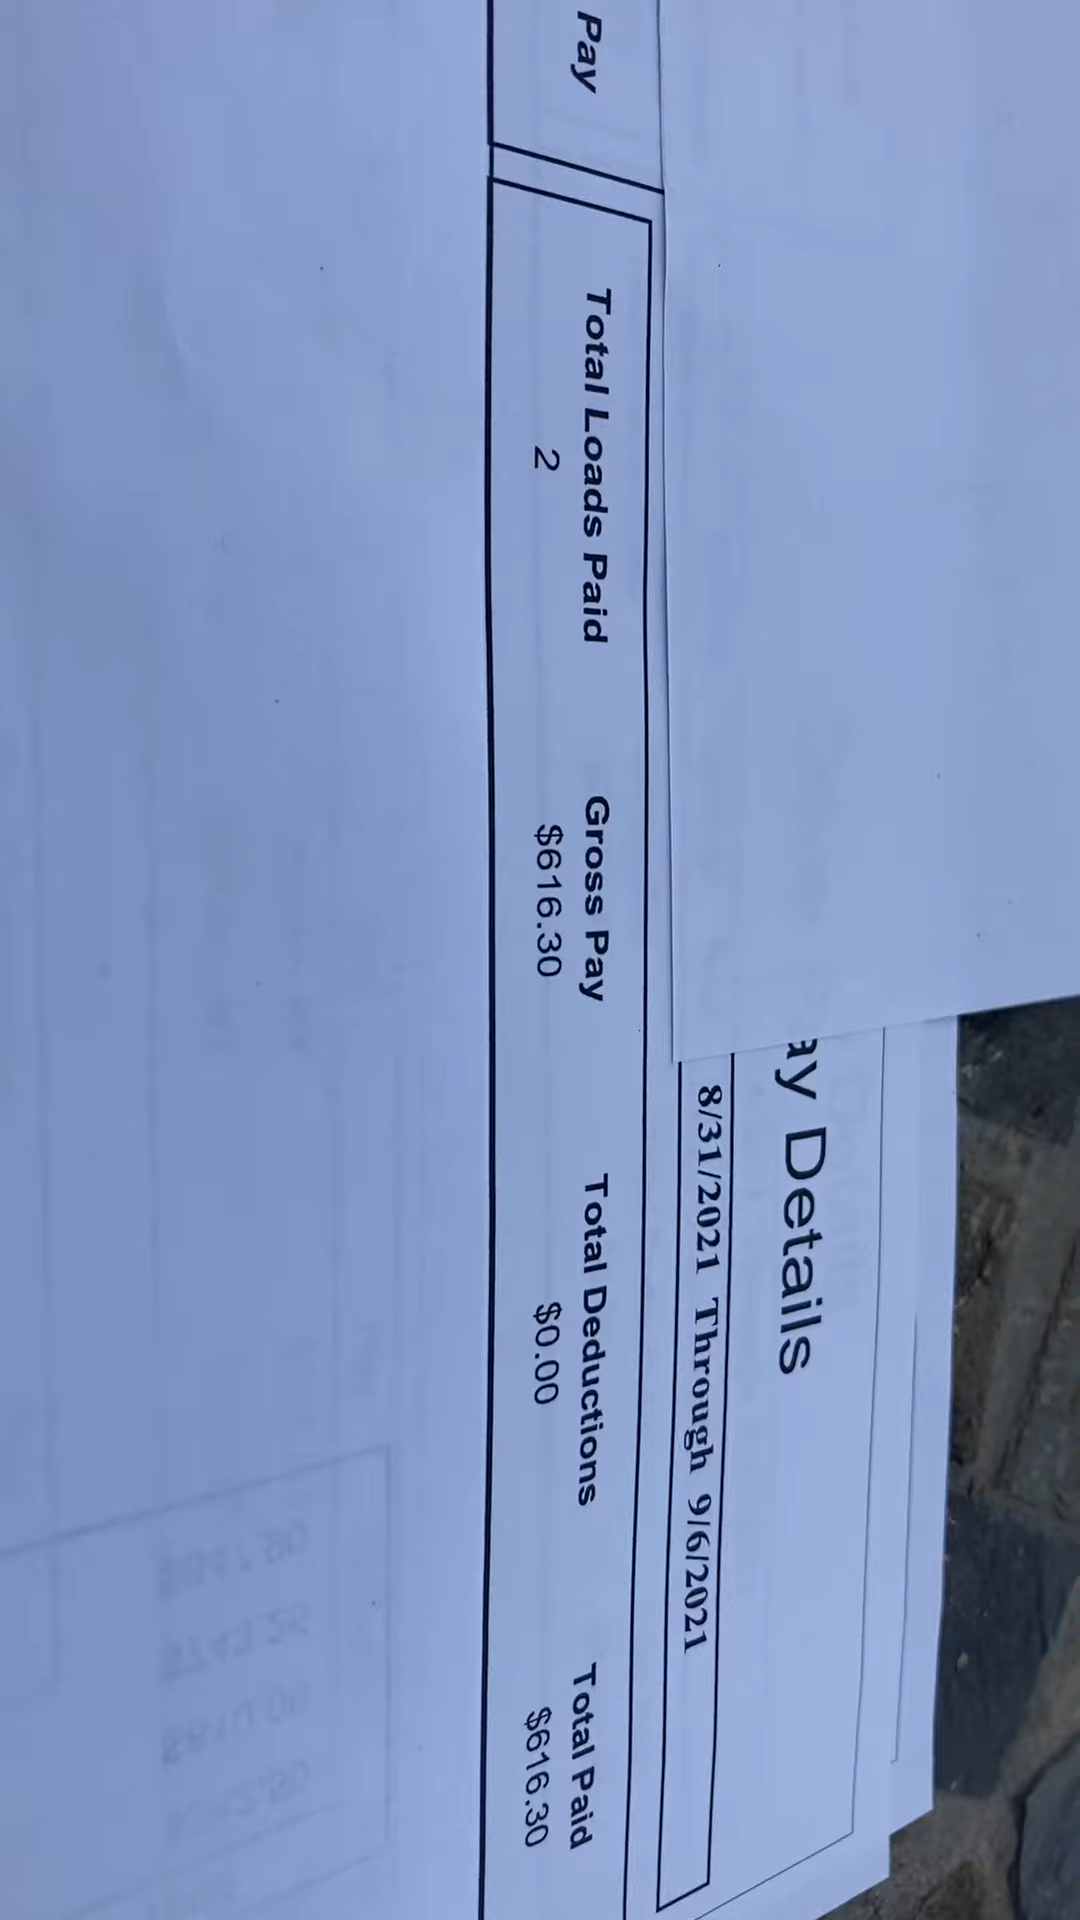 ay Details
8/31/2021 Through 9/6/2021
Pay Total Loads Paid Gross Pay Total Deductions Total Paid
2 $616.30 $0.00 $616.30